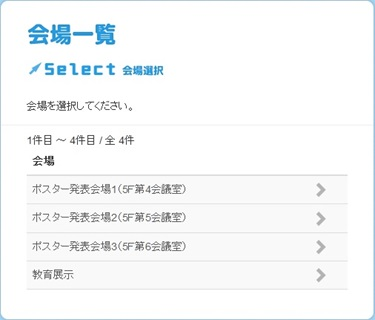 会場一覧
Select 会場選択
会場を選択してください。
1件目 ～ 4件目 / 全 4件
会場
ポスター発表会場1（5F第4会議室）
ポスター発表会場2（5F第5会議室）
ポスター発表会場3（5F第6会議室）
教育展示